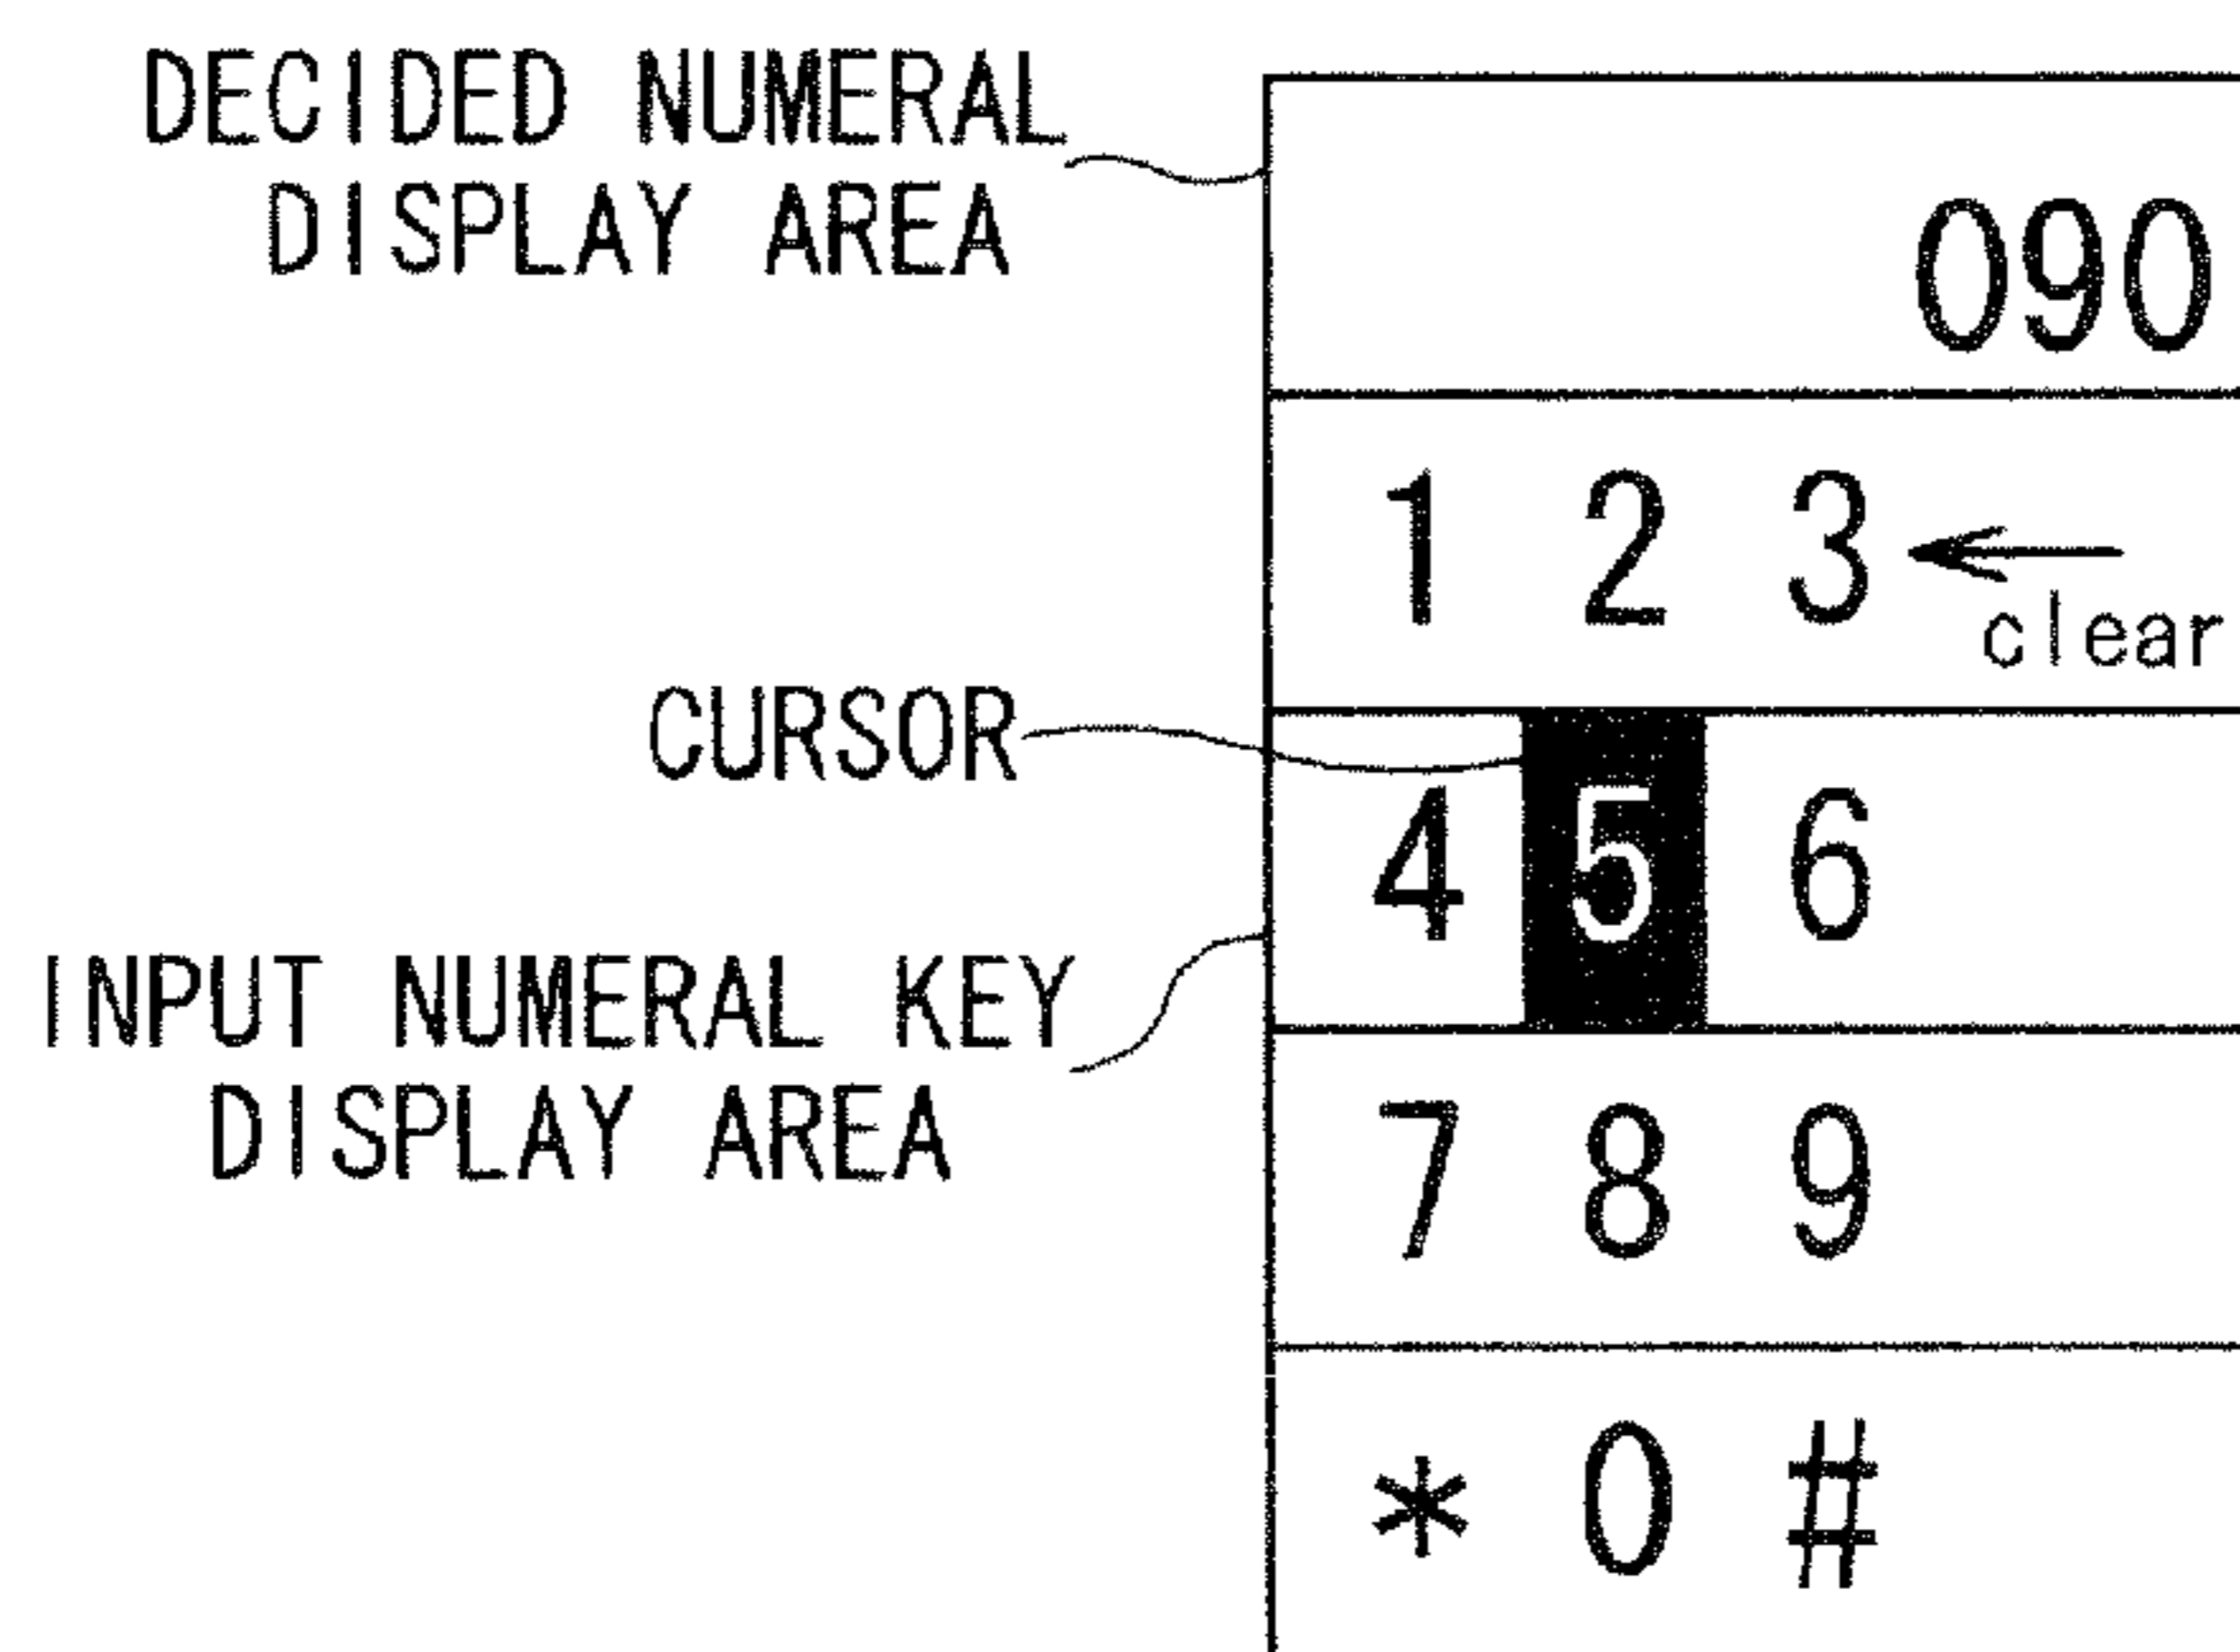 DECIDED NUMERAL
DISPLAY AREA
090
1 2 3 ←
clear
CURSOR
4 5 6
INPUT NUMERAL KEY
DISPLAY AREA
7 8 9
* 0 #